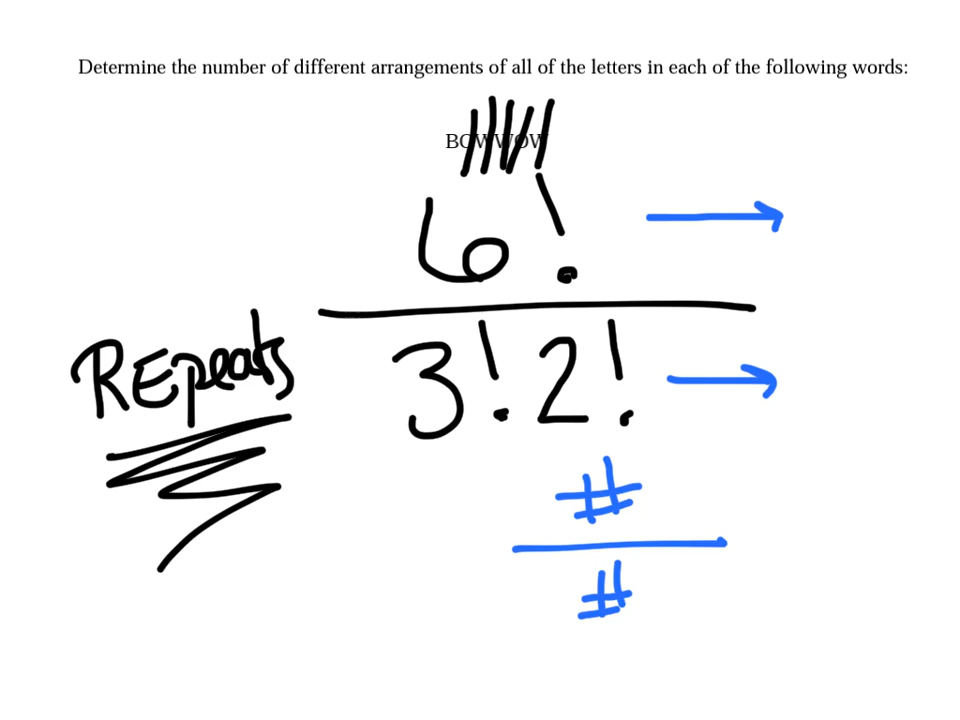 Determine the number of different arrangements of all of the letters in each of the following words:
BOWWOW
6!
REpeats
3!2!
#
#